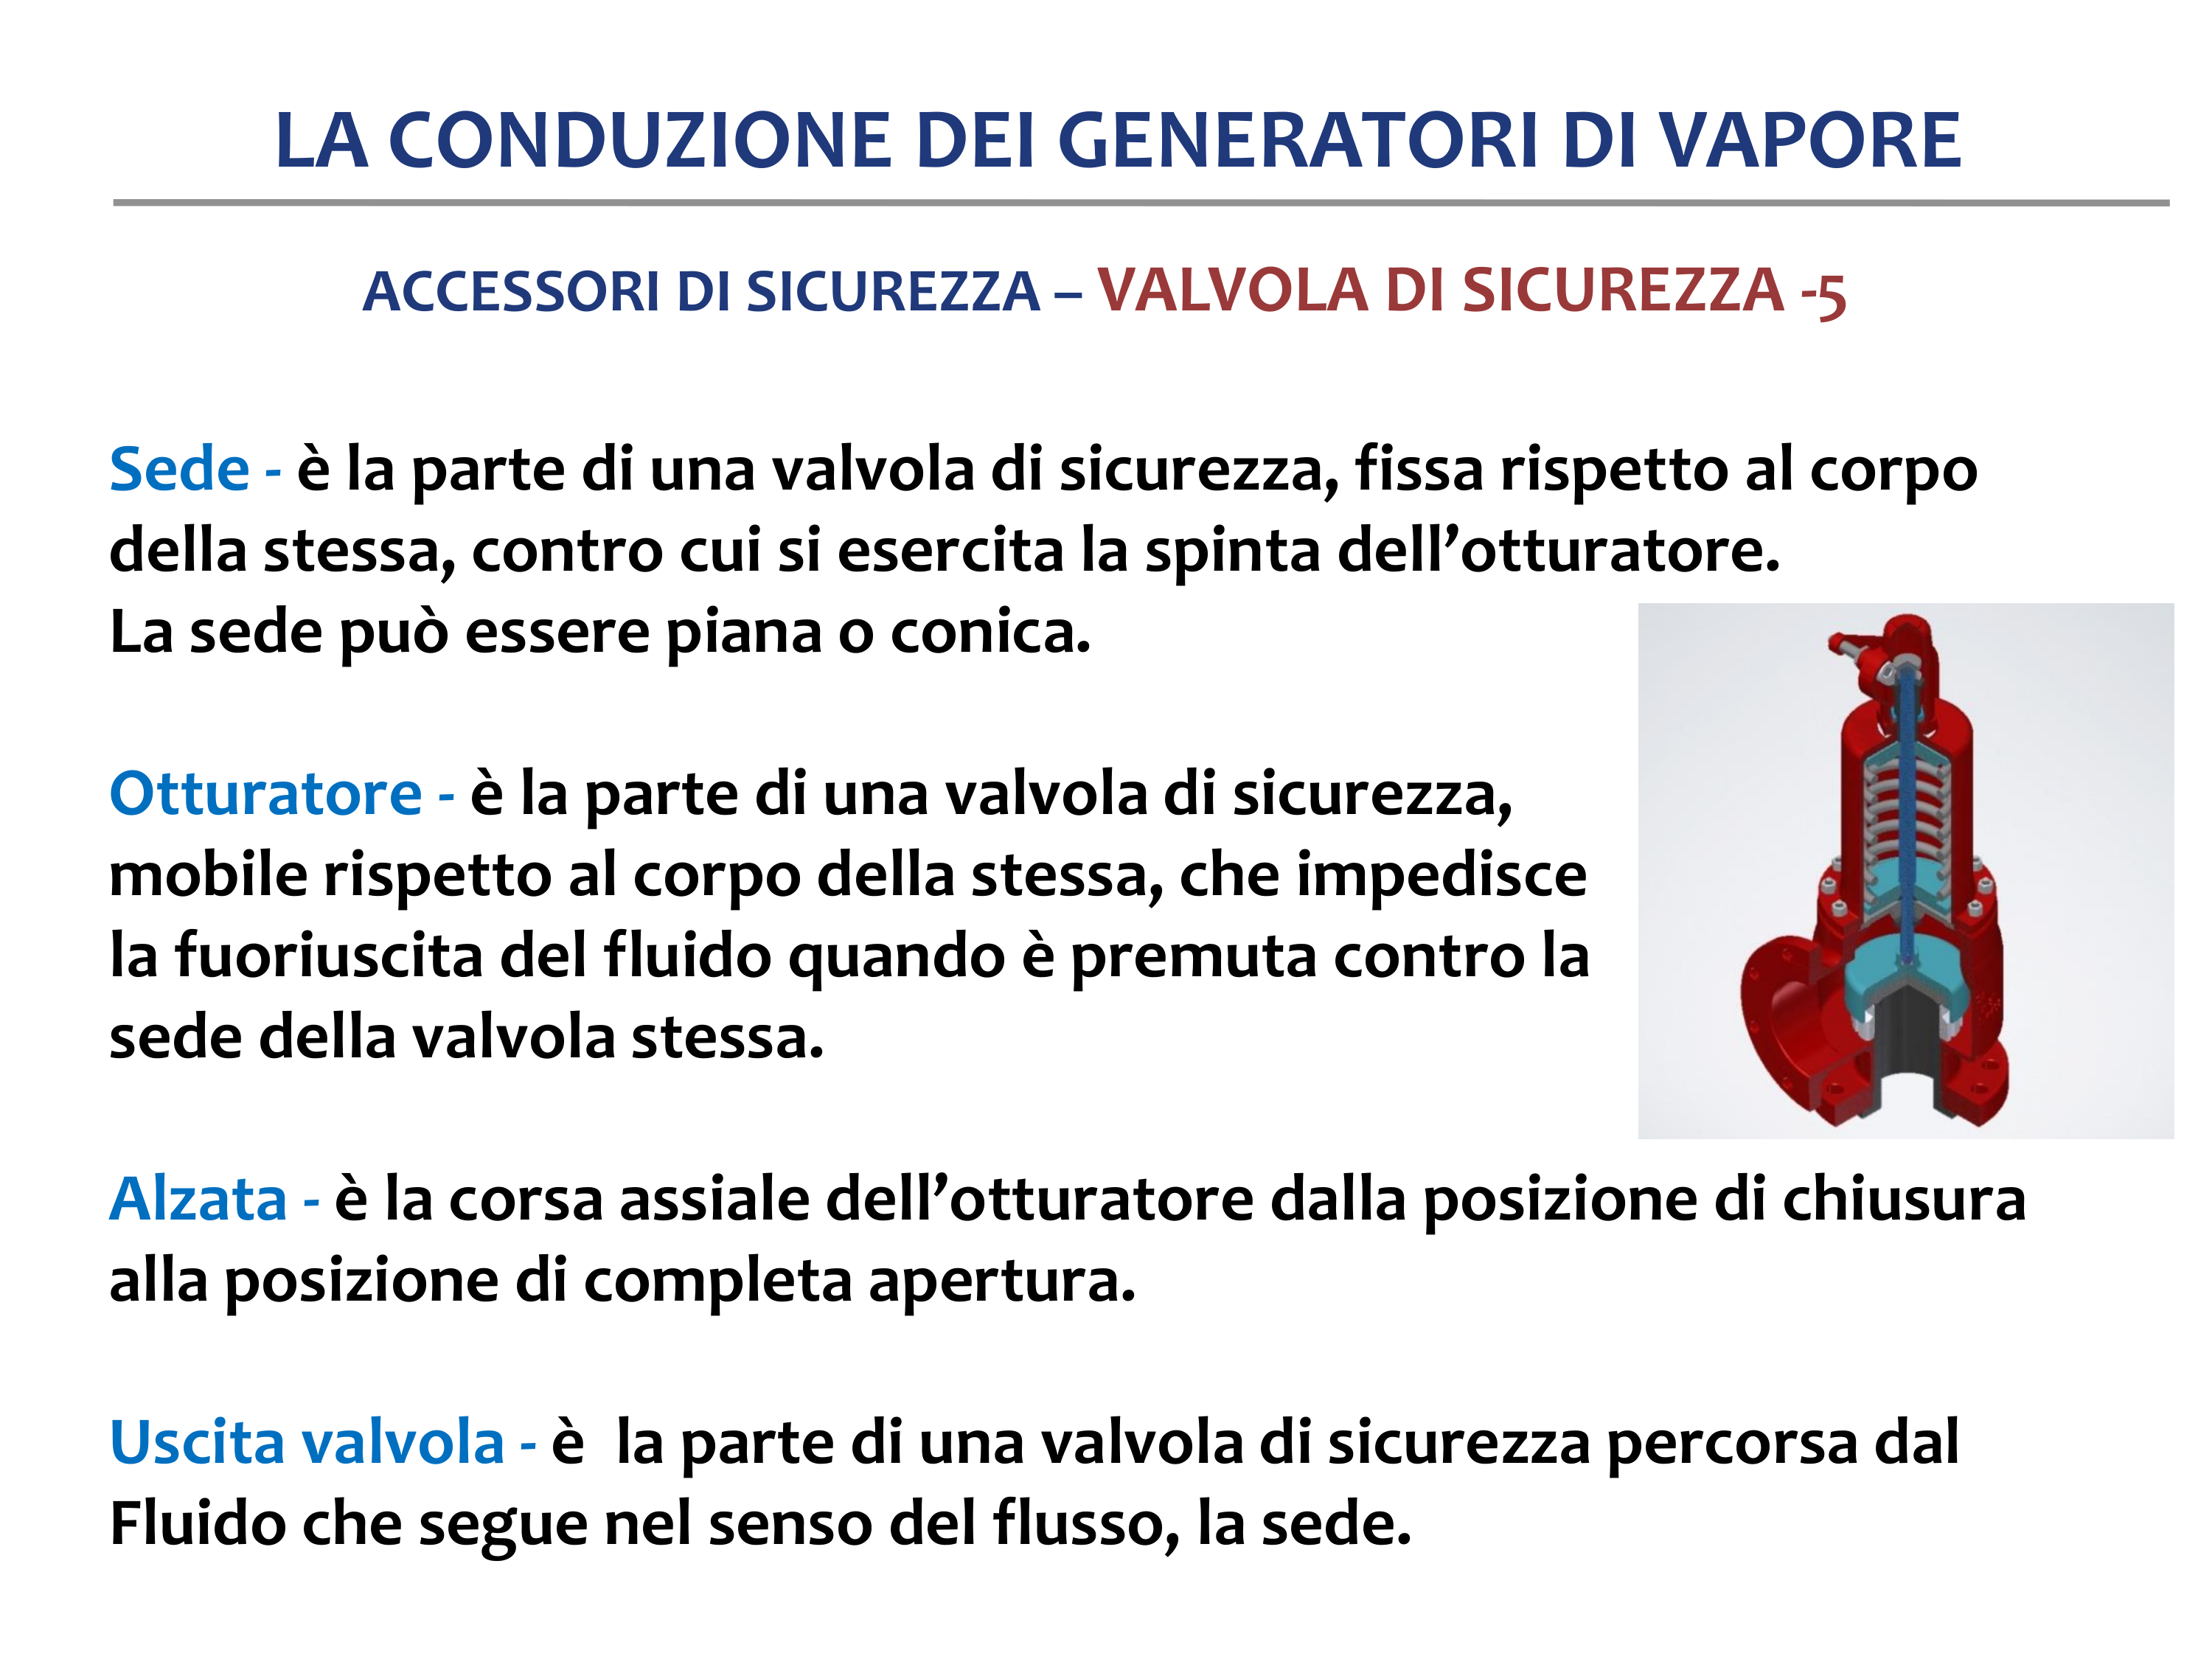 LA CONDUZIONE DEI GENERATORI DI VAPORE
ACCESSORI DI SICUREZZA – VALVOLA DI SICUREZZA -5
Sede - è la parte di una valvola di sicurezza, fissa rispetto al corpo
della stessa, contro cui si esercita la spinta dell’otturatore.
La sede può essere piana o conica.
Otturatore - è la parte di una valvola di sicurezza,
mobile rispetto al corpo della stessa, che impedisce
la fuoriuscita del fluido quando è premuta contro la
sede della valvola stessa.
Alzata - è la corsa assiale dell’otturatore dalla posizione di chiusura
alla posizione di completa apertura.
Uscita valvola - è  la parte di una valvola di sicurezza percorsa dal
Fluido che segue nel senso del flusso, la sede.